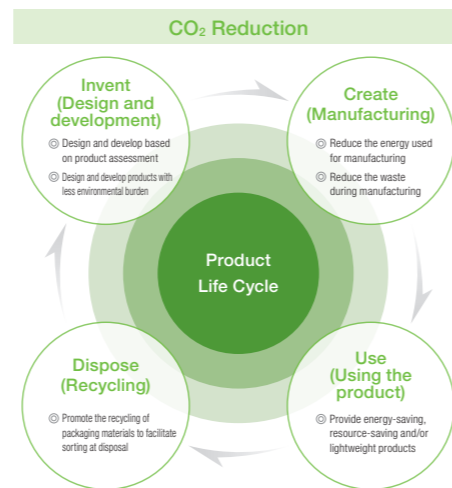 CO₂ Reduction
Invent
(Design and
development)
◎ Design and develop based
on product assessment
◎ Design and develop products with
less environmental burden
Create
(Manufacturing)
◎ Reduce the energy used
for manufacturing
◎ Reduce the waste
during manufacturing
Product
Life Cycle
Dispose
(Recycling)
◎ Promote the recycling of
packaging materials to facilitate
sorting at disposal
Use
(Using the
product)
◎ Provide energy-saving,
resource-saving and/or
lightweight products